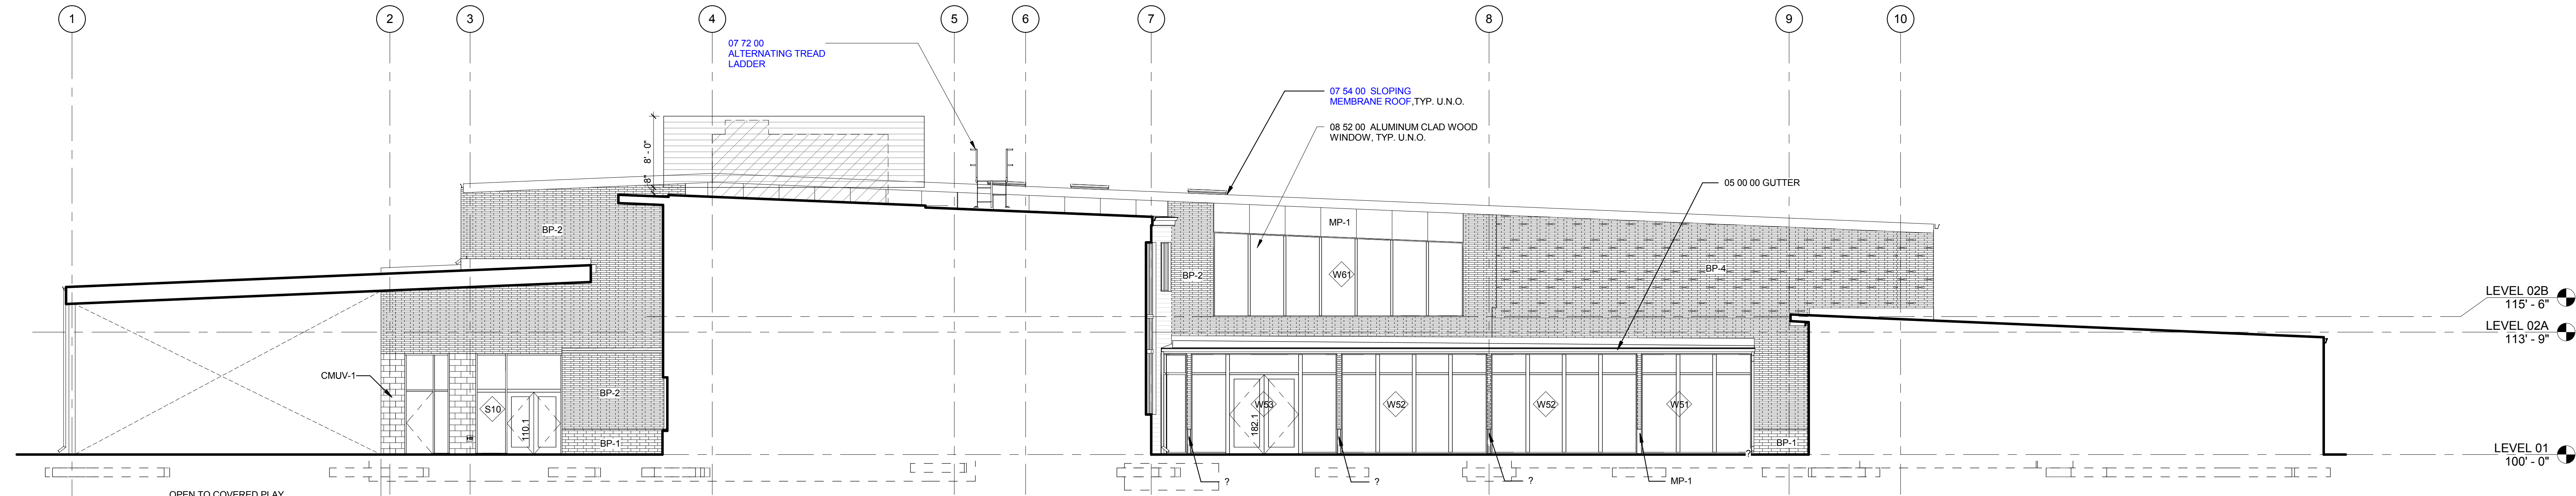 1
2
3
4
5
6
7
8
9
10
07 72 00
ALTERNATING TREAD
LADDER
07 54 00 SLOPING
MEMBRANE ROOF,TYP. U.N.O.
08 52 00 ALUMINUM CLAD WOOD
WINDOW, TYP. U.N.O.
8' - 0"
8"
05 00 00 GUTTER
BP-2
MP-1
BP-2
W61
BP-4
LEVEL 02B
115' - 6"
LEVEL 02A
113' - 9"
CMUV-1
S10
110.1
BP-2
BP-1
W53
182.1
W52
W52
W51
BP-1
?
LEVEL 01
100' - 0"
?
?
?
MP-1
OPEN TO COVERED PLAY